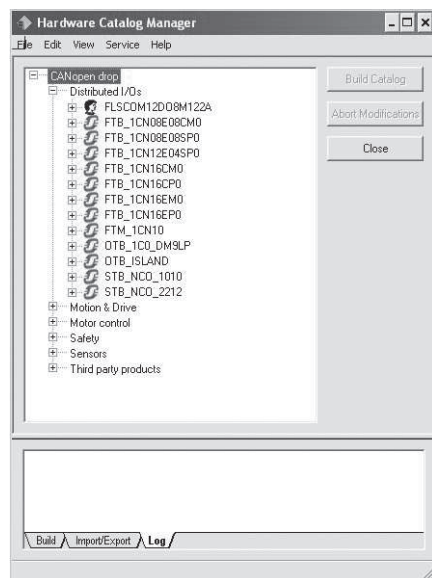 Hardware Catalog Manager
File Edit View Service Help
CANopen drop
Distributed I/Os
FLSCOM12DO8M122A
FTB_1CN08E08CM0
FTB_1CN08E08SP0
FTB_1CN12E04SP0
FTB_1CN16CM0
FTB_1CN16CP0
FTB_1CN16EM0
FTB_1CN16EP0
FTM_1CN10
OTB_1C0_DM9LP
OTB_ISLAND
STB_NCO_1010
STB_NCO_2212
Motion & Drive
Motor control
Safety
Sensors
Third party products
Build Catalog
Abort Modifications
Close
Build Import/Export Log